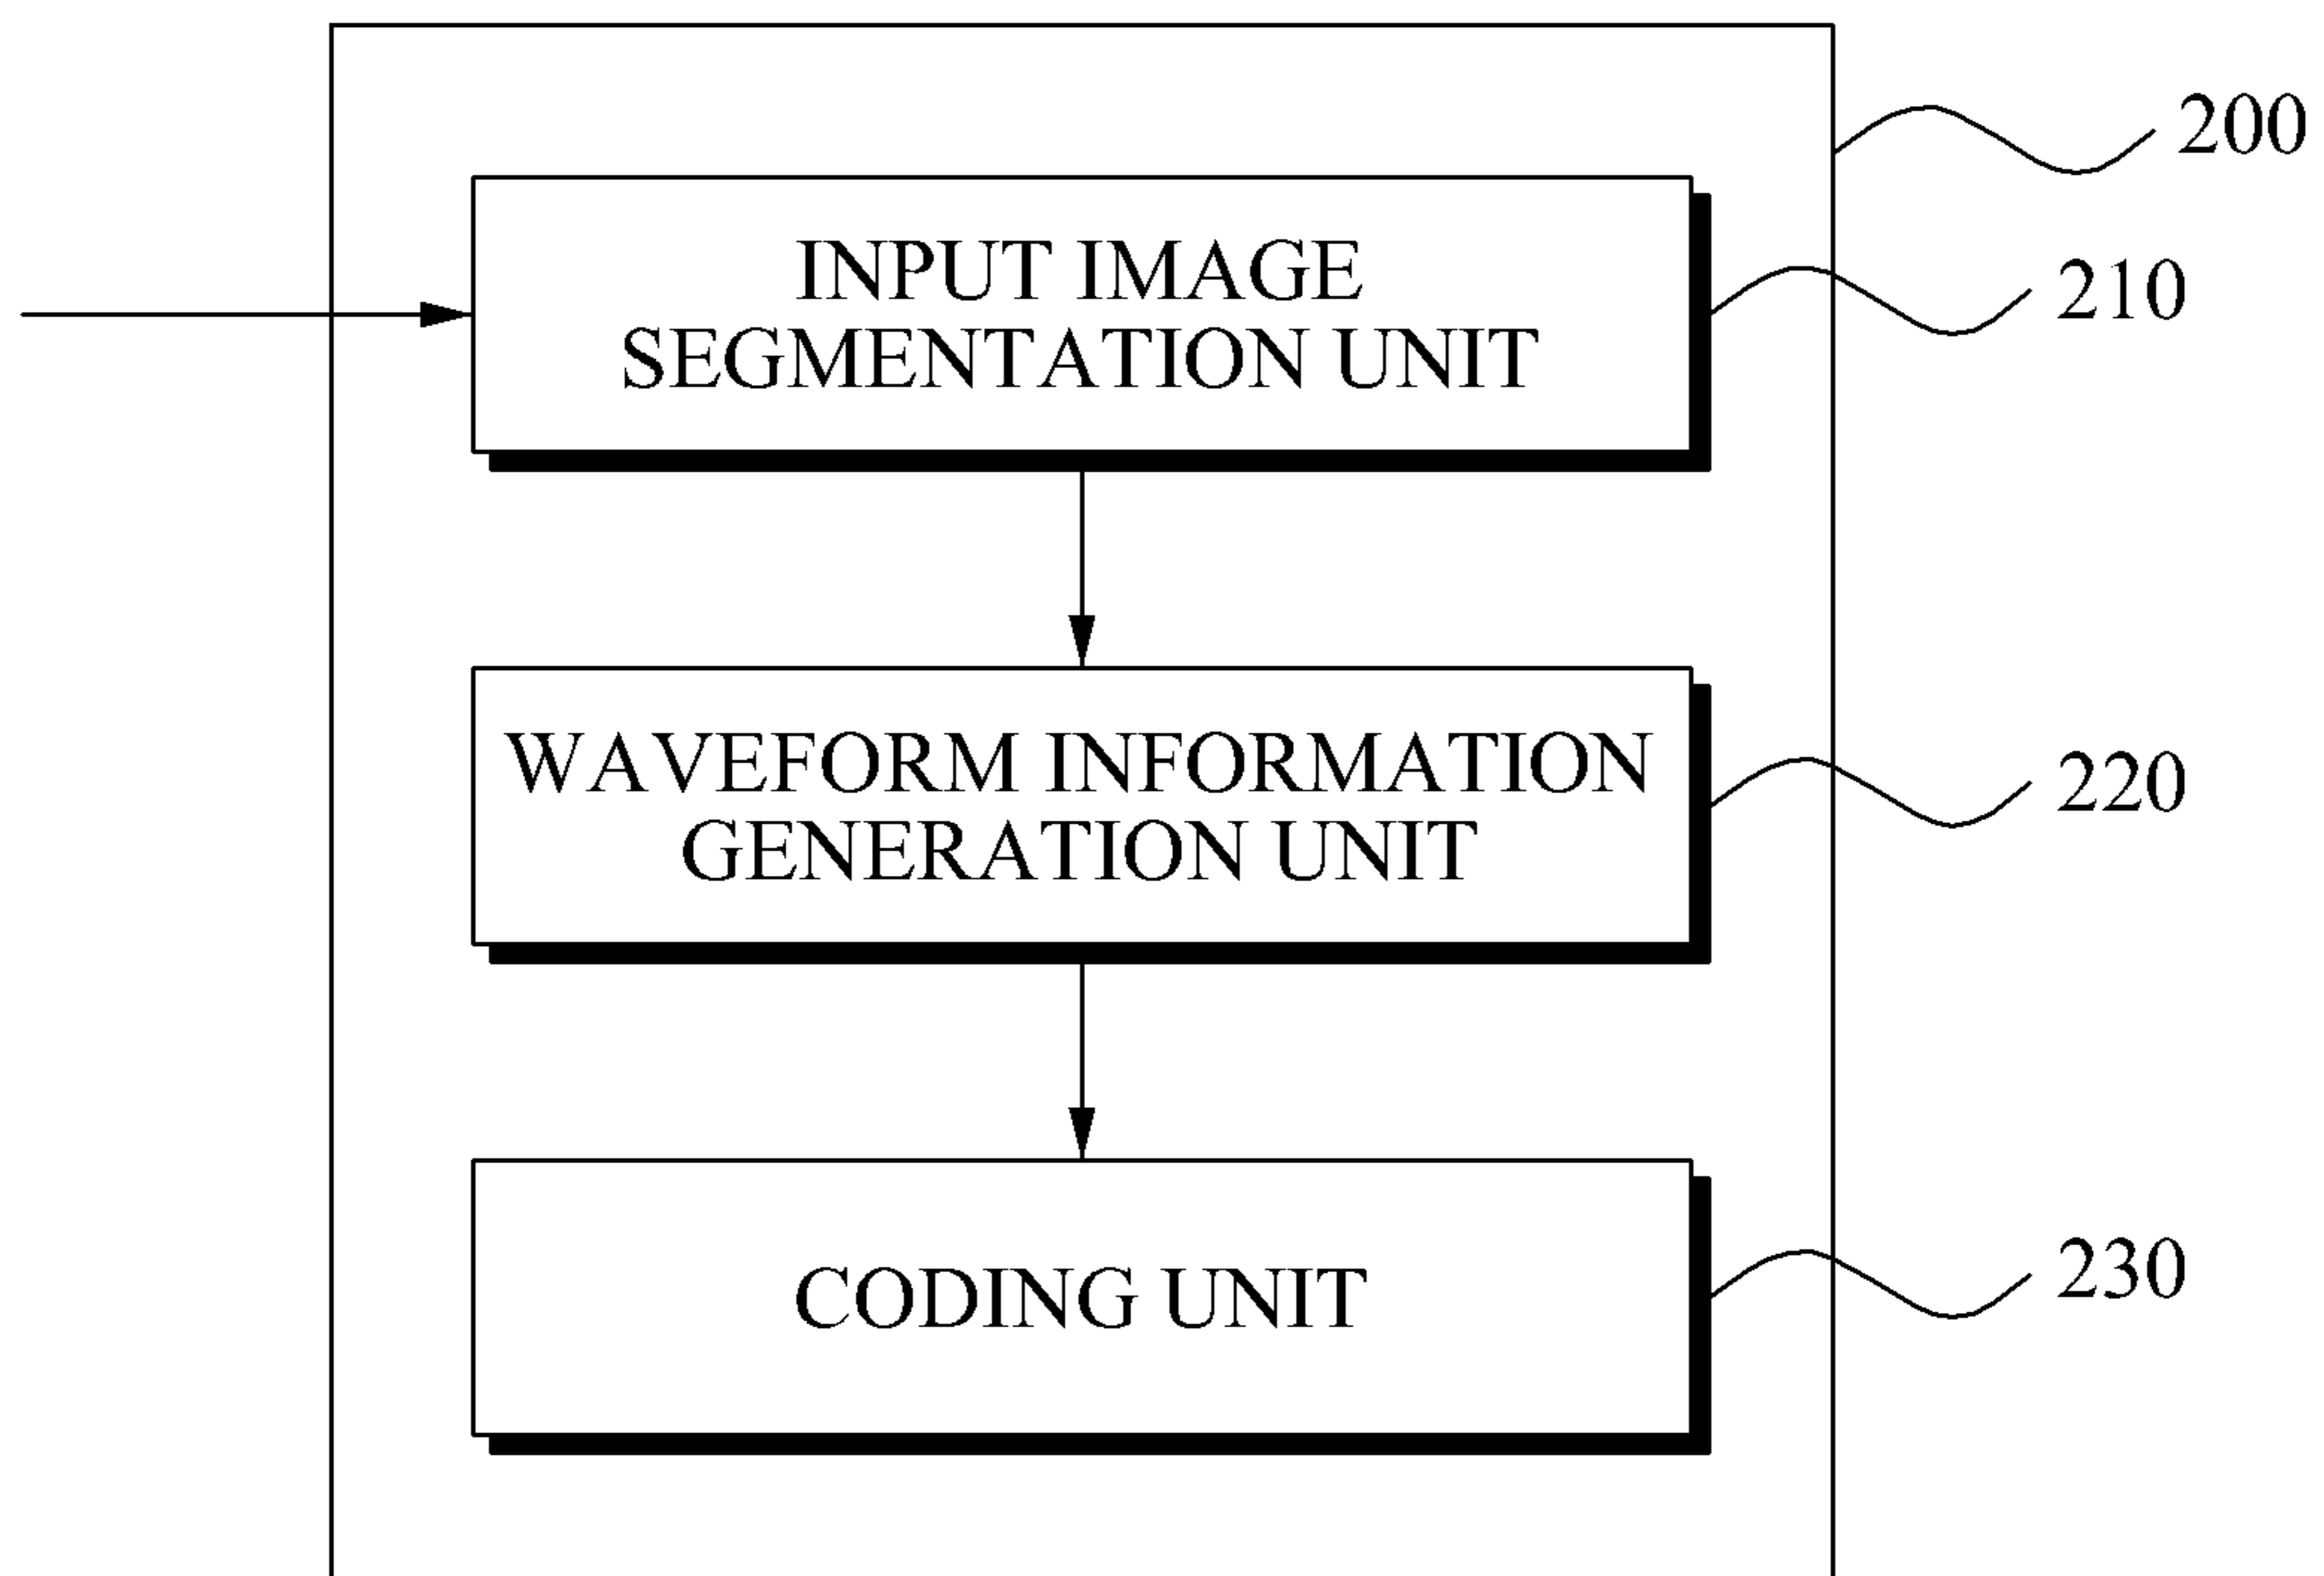 200
INPUT IMAGE
SEGMENTATION UNIT
210
WAVEFORM INFORMATION
GENERATION UNIT
220
CODING UNIT
230